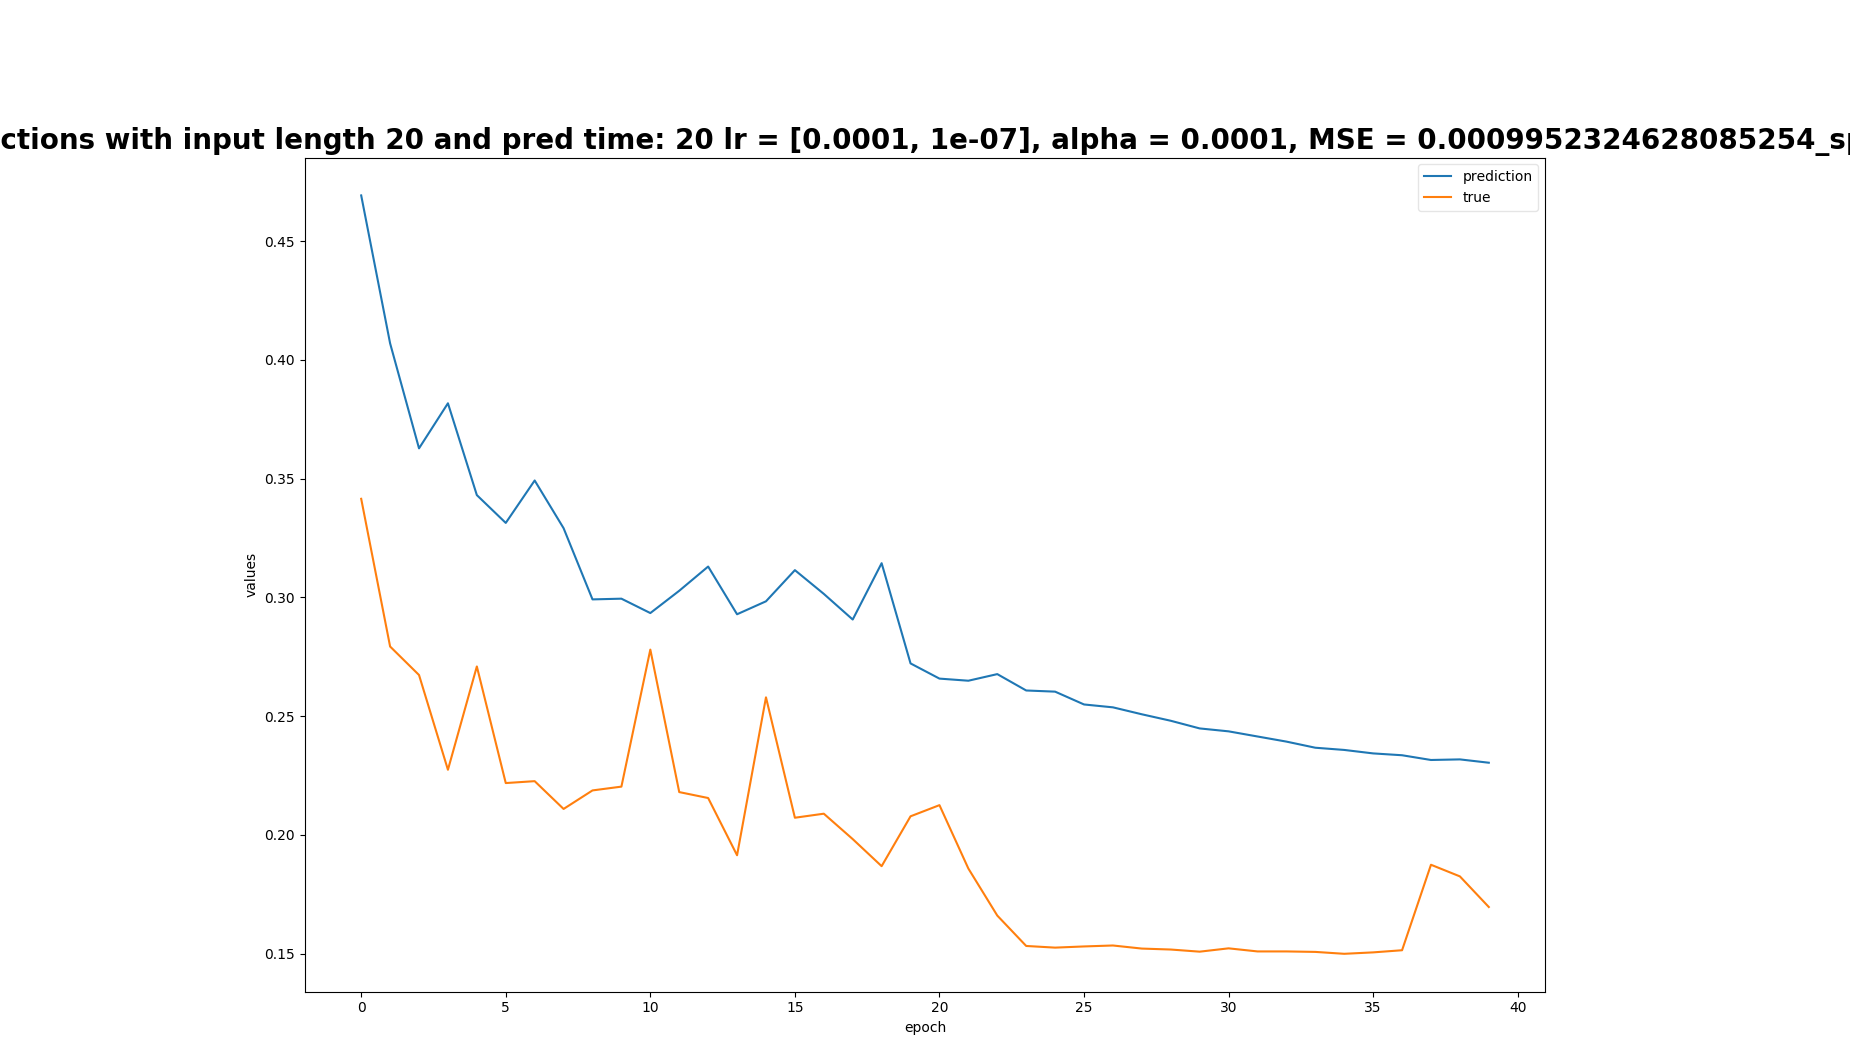 ctions with input length 20 and pred time: 20 lr = [0.0001, 1e-07], alpha = 0.0001, MSE = 0.0009952324628085254_sp
prediction
true
0.45
0.40
0.35
0.30
0.25
0.20
0.15
values
0 5 10 15 20 25 30 35 40
epoch